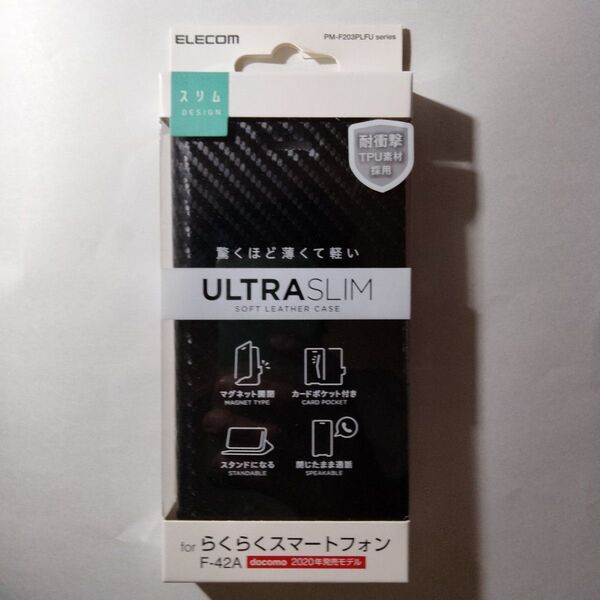 ELECOM
PM-F203PLFU series
スリム
DESIGN
耐衝撃
TPU素材
採用
驚くほど薄くて軽い
ULTRASLIM
SOFT LEATHER CASE
マグネット開閉
MAGNET TYPE
カードポケット付き
CARD POCKET
スタンドになる
STANDABLE
閉じたまま通話
SPEAKABLE
for らくらくスマートフォン
F-42A docomo 2020年発売モデル